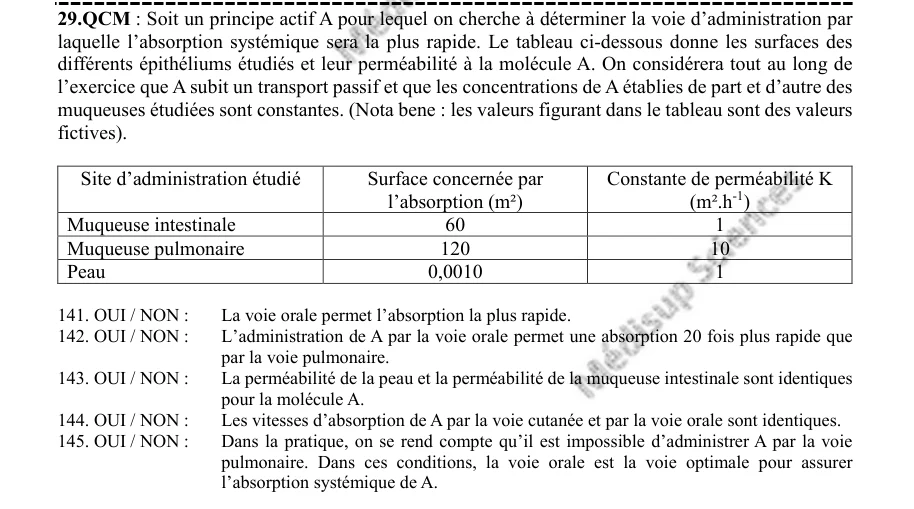 29.QCM : Soit un principe actif A pour lequel on cherche à déterminer la voie d'administration par
laquelle l'absorption systémique sera la plus rapide. Le tableau ci-dessous donne les surfaces des
différents épithéliums étudiés et leur perméabilité à la molécule A. On considérera tout au long de
l'exercice que A subit un transport passif et que les concentrations de A établies de part et d'autre des
muqueuses étudiées sont constantes. (Nota bene : les valeurs figurant dans le tableau sont des valeurs
fictives).
Site d'administration étudié Surface concernée par l'absorption (m²) Constante de perméabilité K (m².h⁻¹)
Muqueuse intestinale 60 1
Muqueuse pulmonaire 120 10
Peau 0,0010 1
141. OUI / NON : La voie orale permet l'absorption la plus rapide.
142. OUI / NON : L'administration de A par la voie orale permet une absorption 20 fois plus rapide que
par la voie pulmonaire.
143. OUI / NON : La perméabilité de la peau et la perméabilité de la muqueuse intestinale sont identiques
pour la molécule A.
144. OUI / NON : Les vitesses d'absorption de A par la voie cutanée et par la voie orale sont identiques.
145. OUI / NON : Dans la pratique, on se rend compte qu'il est impossible d'administrer A par la voie
pulmonaire. Dans ces conditions, la voie orale est la voie optimale pour assurer
l'absorption systémique de A.
Médisup Sciences